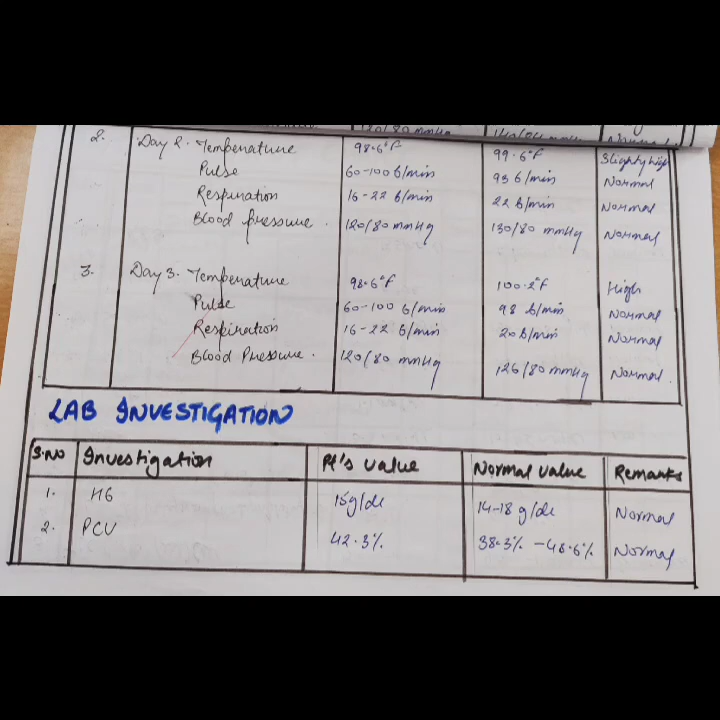 120/80 mmHg
2. Day 2. Temperature 98.6°F 99.6°F Slighty high
Pulse 60-100 b/min 93 b/min Normal
Respiration 16-22 b/min 22 b/min Normal
Blood Pressure. 120/80 mmHg 130/80 mmHg Normal
3. Day 3. Temperature 98.6°F 100.2°F High
Pulse 60-100 b/min 98 b/min Normal
Respiration 16-22 b/min 20 b/min Normal
Blood Pressure. 120/80 mmHg 126/80 mmHg Normal
LAB INVESTIGATION
S.NO Investigation Pt's value Normal value Remarks
1. HB 15g/dl 14-18 g/dl Normal
2. PCV 42.3% 38.3% -48.6% Normal